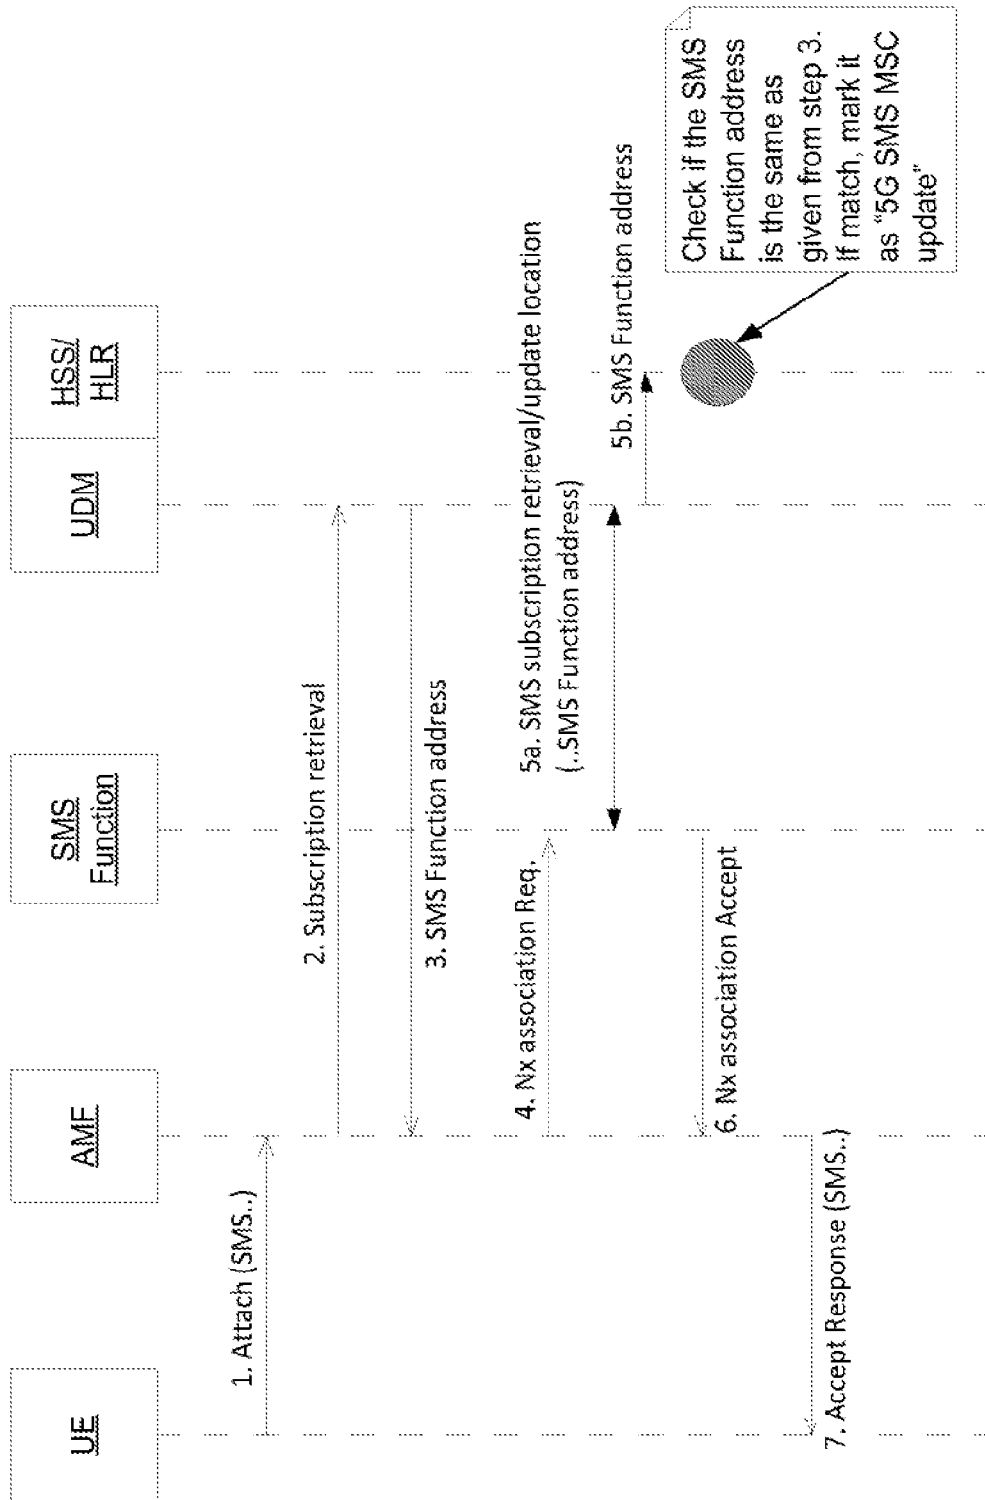 UE
AMF
SMS
Function
UDM
HSS/
HLR
1. Attach (SMS..)
2. Subscription retrieval
3. SMS Function address
4. Nx association Req.
5a. SMS subscription retrieval/update location
(..SMS Function address)
5b. SMS Function address
Check if the SMS
Function address
is the same as
given from step 3.
If match, mark it
as “5G SMS MSC
update”
6. Nx association Accept
7. Accept Response (SMS..)